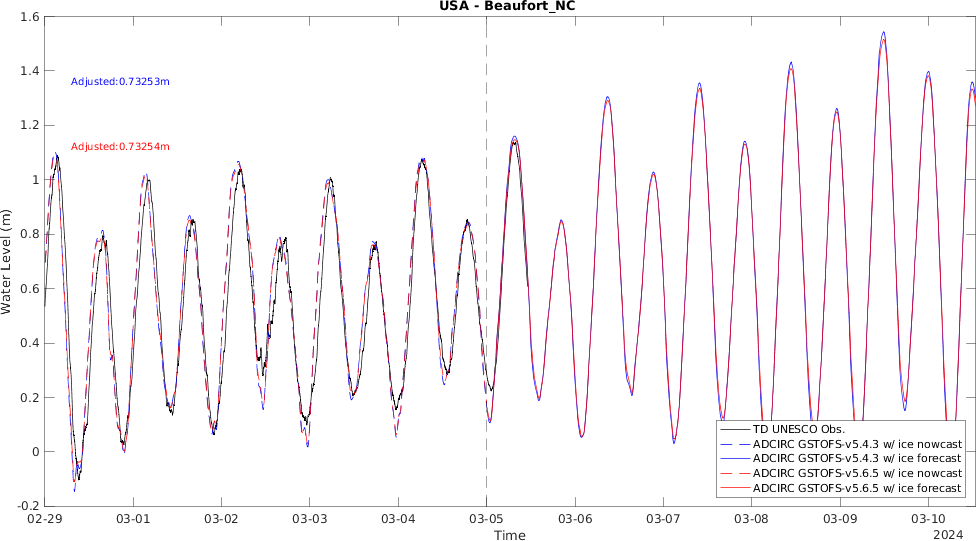 USA - Beaufort_NC
1.6
1.4
1.2
1
0.8
0.6
0.4
0.2
0
-0.2
Water Level (m)
Adjusted:0.73253m
Adjusted:0.73254m
TD UNESCO Obs.
ADCIRC GSTOFS-v5.4.3 w/ ice nowcast
ADCIRC GSTOFS-v5.4.3 w/ ice forecast
ADCIRC GSTOFS-v5.6.5 w/ ice nowcast
ADCIRC GSTOFS-v5.6.5 w/ ice forecast
02-29 03-01 03-02 03-03 03-04 03-05 03-06 03-07 03-08 03-09 03-10
Time
2024